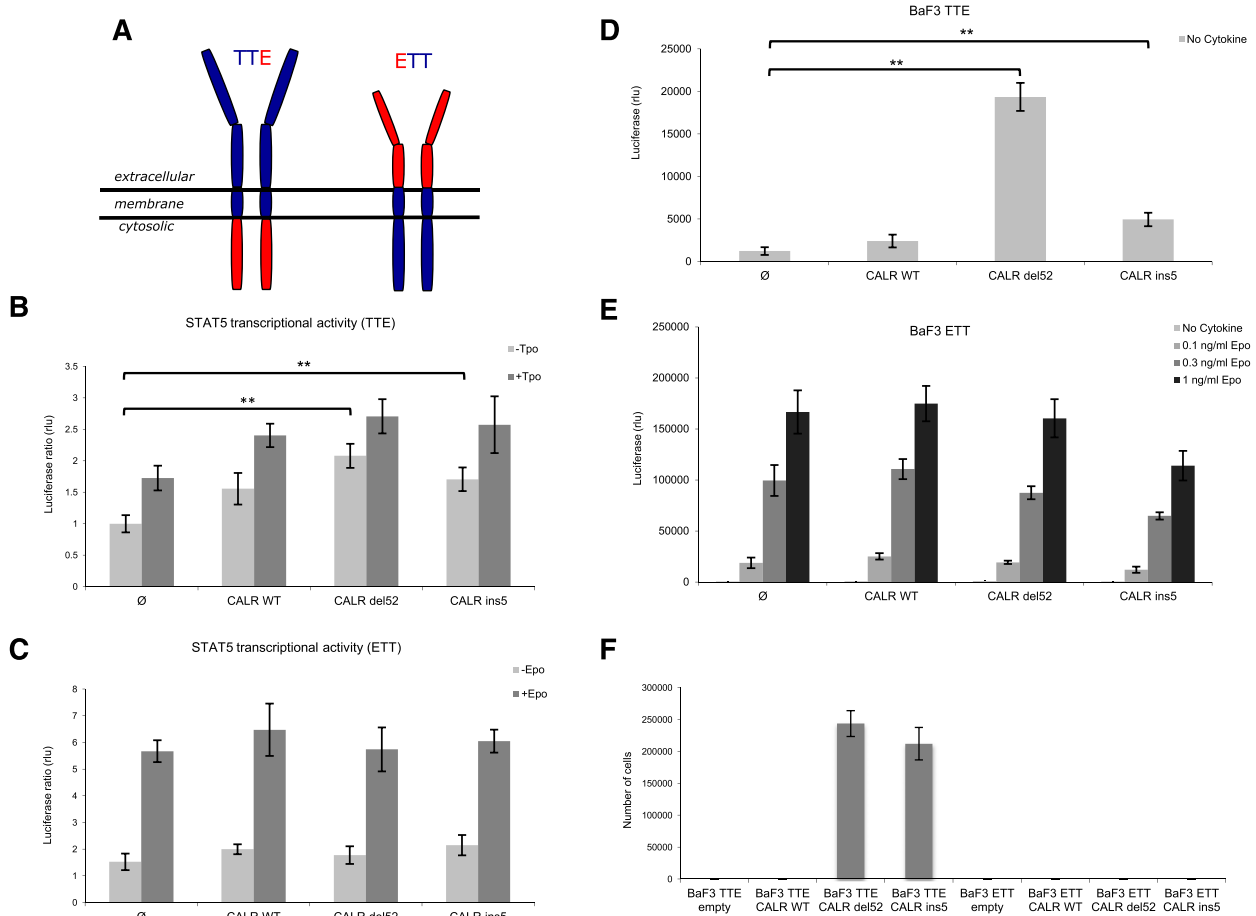 A
TTE
ETT
extracellular
membrane
cytosolic
B
STAT5 transcriptional activity (TTE)
-Tpo
+Tpo
**
**
Luciferase ratio (rlu)
3.5
3
2.5
2
1.5
1
0.5
0
Ø
CALR WT
CALR del52
CALR ins5
C
STAT5 transcriptional activity (ETT)
-Epo
+Epo
Luciferase ratio (rlu)
8
7
6
5
4
3
2
1
0
Ø
CALR WT
CALR del52
CALR ins5
D
BaF3 TTE
No Cytokine
**
**
Luciferase (rlu)
25000
20000
15000
10000
5000
0
Ø
CALR WT
CALR del52
CALR ins5
E
BaF3 ETT
No Cytokine
0.1 ng/ml Epo
0.3 ng/ml Epo
1 ng/ml Epo
Luciferase (rlu)
250000
200000
150000
100000
50000
0
Ø
CALR WT
CALR del52
CALR ins5
F
Number of cells
300000
250000
200000
150000
100000
50000
0
BaF3 TTE
empty
BaF3 TTE
CALR WT
BaF3 TTE
CALR del52
BaF3 TTE
CALR ins5
BaF3 ETT
empty
BaF3 ETT
CALR WT
BaF3 ETT
CALR del52
BaF3 ETT
CALR ins5